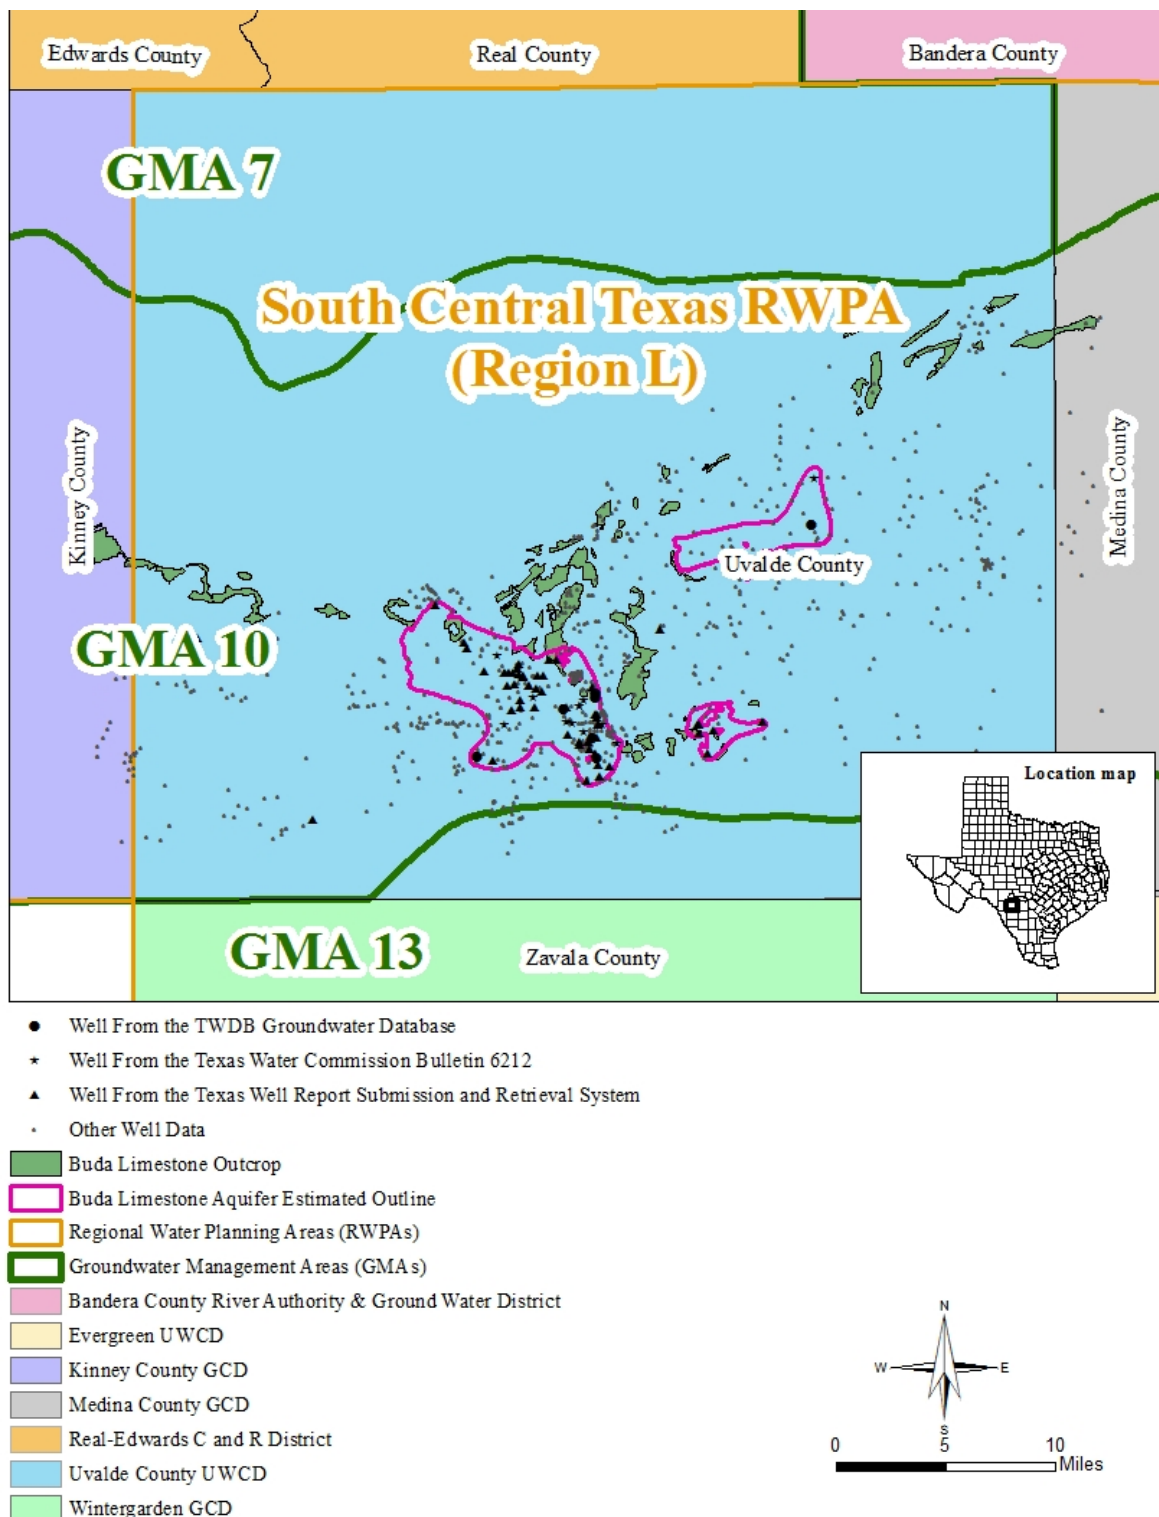 Edwards County
Real County
Bandera County
GMA 7
South Central Texas RWPA
(Region L)
Kinney County
Medina County
Uvalde County
GMA 10
Location map
GMA 13
Zavala County
Well From the TWDB Groundwater Database
Well From the Texas Water Commission Bulletin 6212
Well From the Texas Well Report Submission and Retrieval System
Other Well Data
Buda Limestone Outcrop
Buda Limestone Aquifer Estimated Outline
Regional Water Planning Areas (RWPAs)
Groundwater Management Areas (GMAs)
Bandera County River Authority & Ground Water District
Evergreen UWCD
Kinney County GCD
Medina County GCD
Real-Edwards C and R District
Uvalde County UWCD
Wintergarden GCD
N
W E
S
0 5 10
Miles